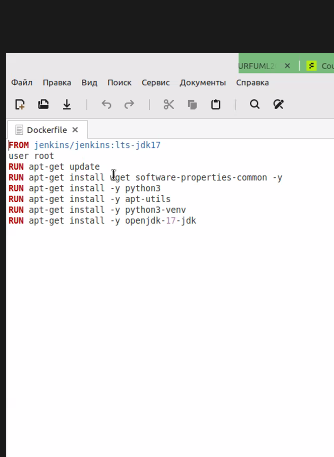 URFUML2
Cou
Файл Правка Вид Поиск Сервис Документы Справка
Dockerfile
FROM jenkins/jenkins:lts-jdk17
user root
RUN apt-get update
RUN apt-get install wget software-properties-common -y
RUN apt-get install -y python3
RUN apt-get install -y apt-utils
RUN apt-get install -y python3-venv
RUN apt-get install -y openjdk-17-jdk